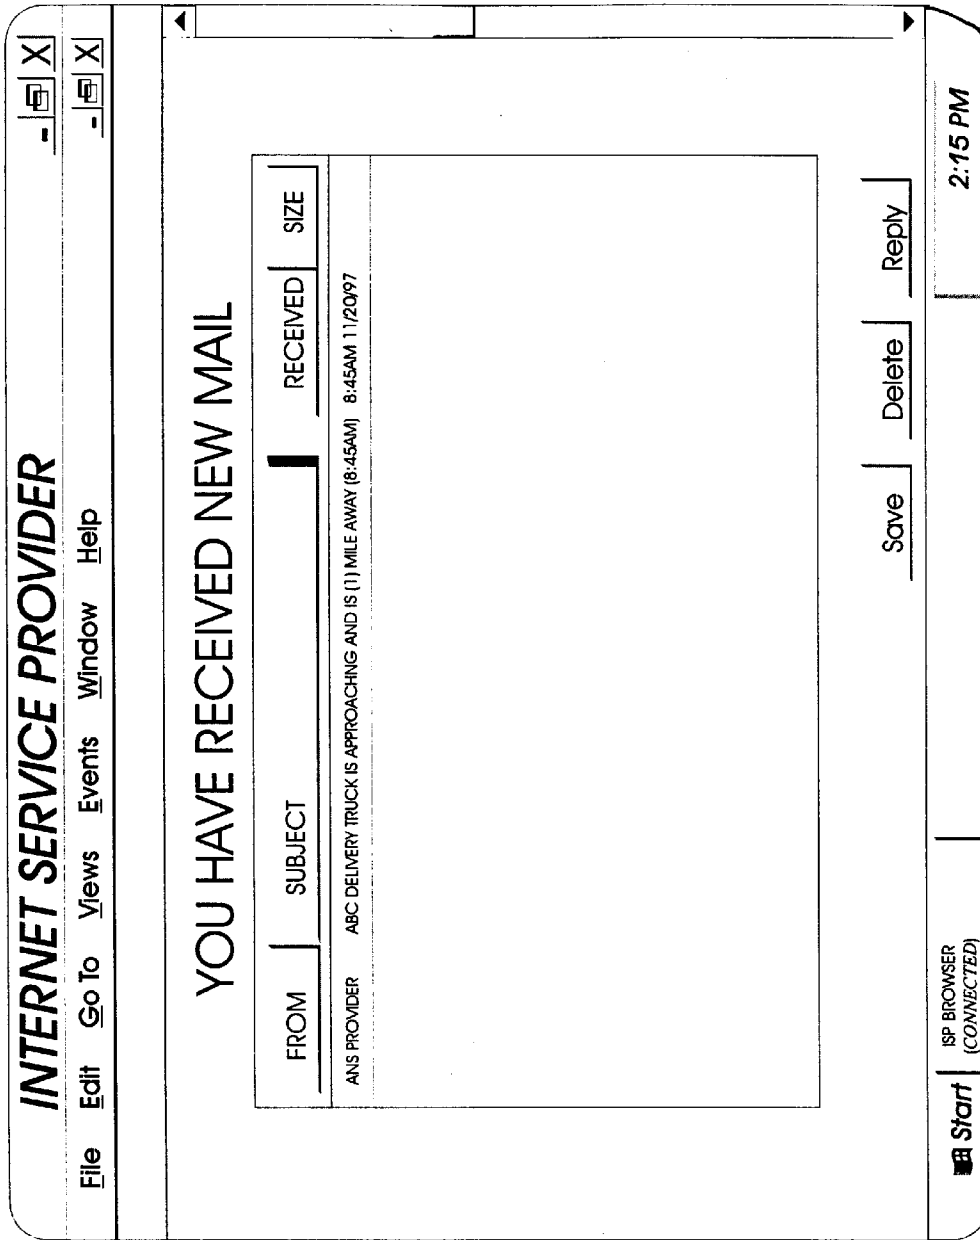 INTERNET SERVICE PROVIDER - X
File Edit Go To Views Events Window Help - X
YOU HAVE RECEIVED NEW MAIL
FROM SUBJECT RECEIVED SIZE
ANS PROVIDER ABC DELIVERY TRUCK IS APPROACHNG AND IS (1) MILE AWAY (8:45AM) 8:45AM 11/20/97
Save Delete Reply
Start ISP BROWSER 2:15 PM
(CONNECTED)